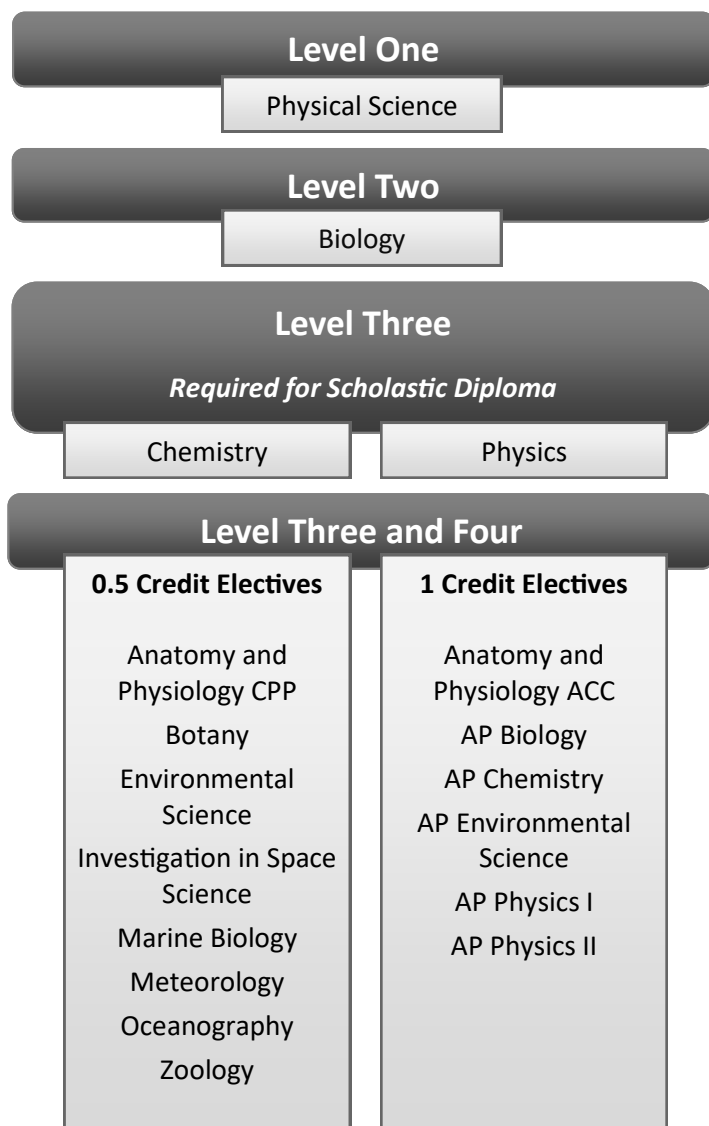 Level One
Physical Science
Level Two
Biology
Level Three
Required for Scholastic Diploma
Chemistry
Physics
Level Three and Four
0.5 Credit Electives
Anatomy and
Physiology CPP
Botany
Environmental
Science
Investigation in Space
Science
Marine Biology
Meteorology
Oceanography
Zoology
1 Credit Electives
Anatomy and
Physiology ACC
AP Biology
AP Chemistry
AP Environmental
Science
AP Physics I
AP Physics II